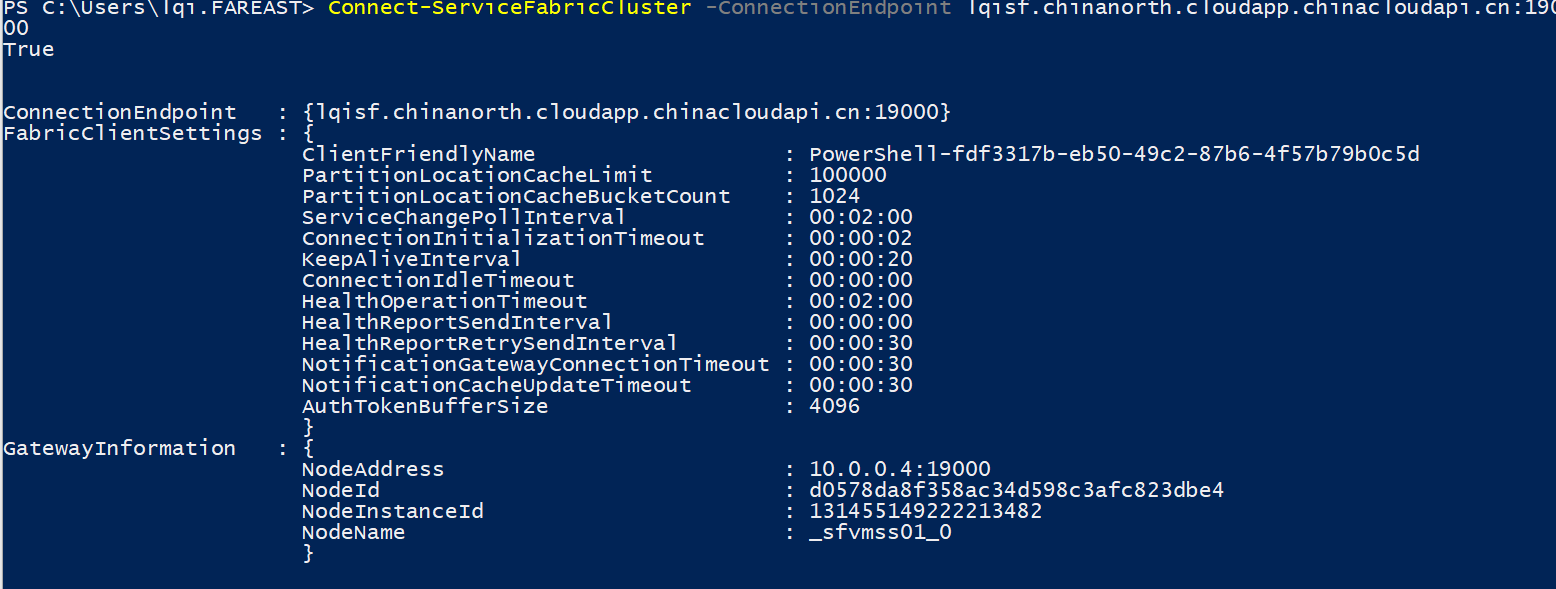 PS C:\Users\lqi.FAREAST> Connect-ServiceFabricCluster -ConnectionEndpoint lqisf.chinanorth.cloudapp.chinacloudapi.cn:190
00
True
ConnectionEndpoint : {lqisf.chinanorth.cloudapp.chinacloudapi.cn:19000}
FabricClientSettings : {
ClientFriendlyName : PowerShell-fdf3317b-eb50-49c2-87b6-4f57b79b0c5d
PartitionLocationCacheLimit : 100000
PartitionLocationCacheBucketCount : 1024
ServiceChangePollInterval : 00:02:00
ConnectionInitializationTimeout : 00:00:02
KeepAliveInterval : 00:00:20
ConnectionIdleTimeout : 00:00:00
HealthOperationTimeout : 00:02:00
HealthReportSendInterval : 00:00:00
HealthReportRetrySendInterval : 00:00:30
NotificationGatewayConnectionTimeout : 00:00:30
NotificationCacheUpdateTimeout : 00:00:30
AuthTokenBufferSize : 4096
}
GatewayInformation : {
NodeAddress : 10.0.0.4:19000
NodeId : d0578da8f358ac34d598c3afc823dbe4
NodeInstanceId : 131455149222213482
NodeName : _sfvmss01_0
}